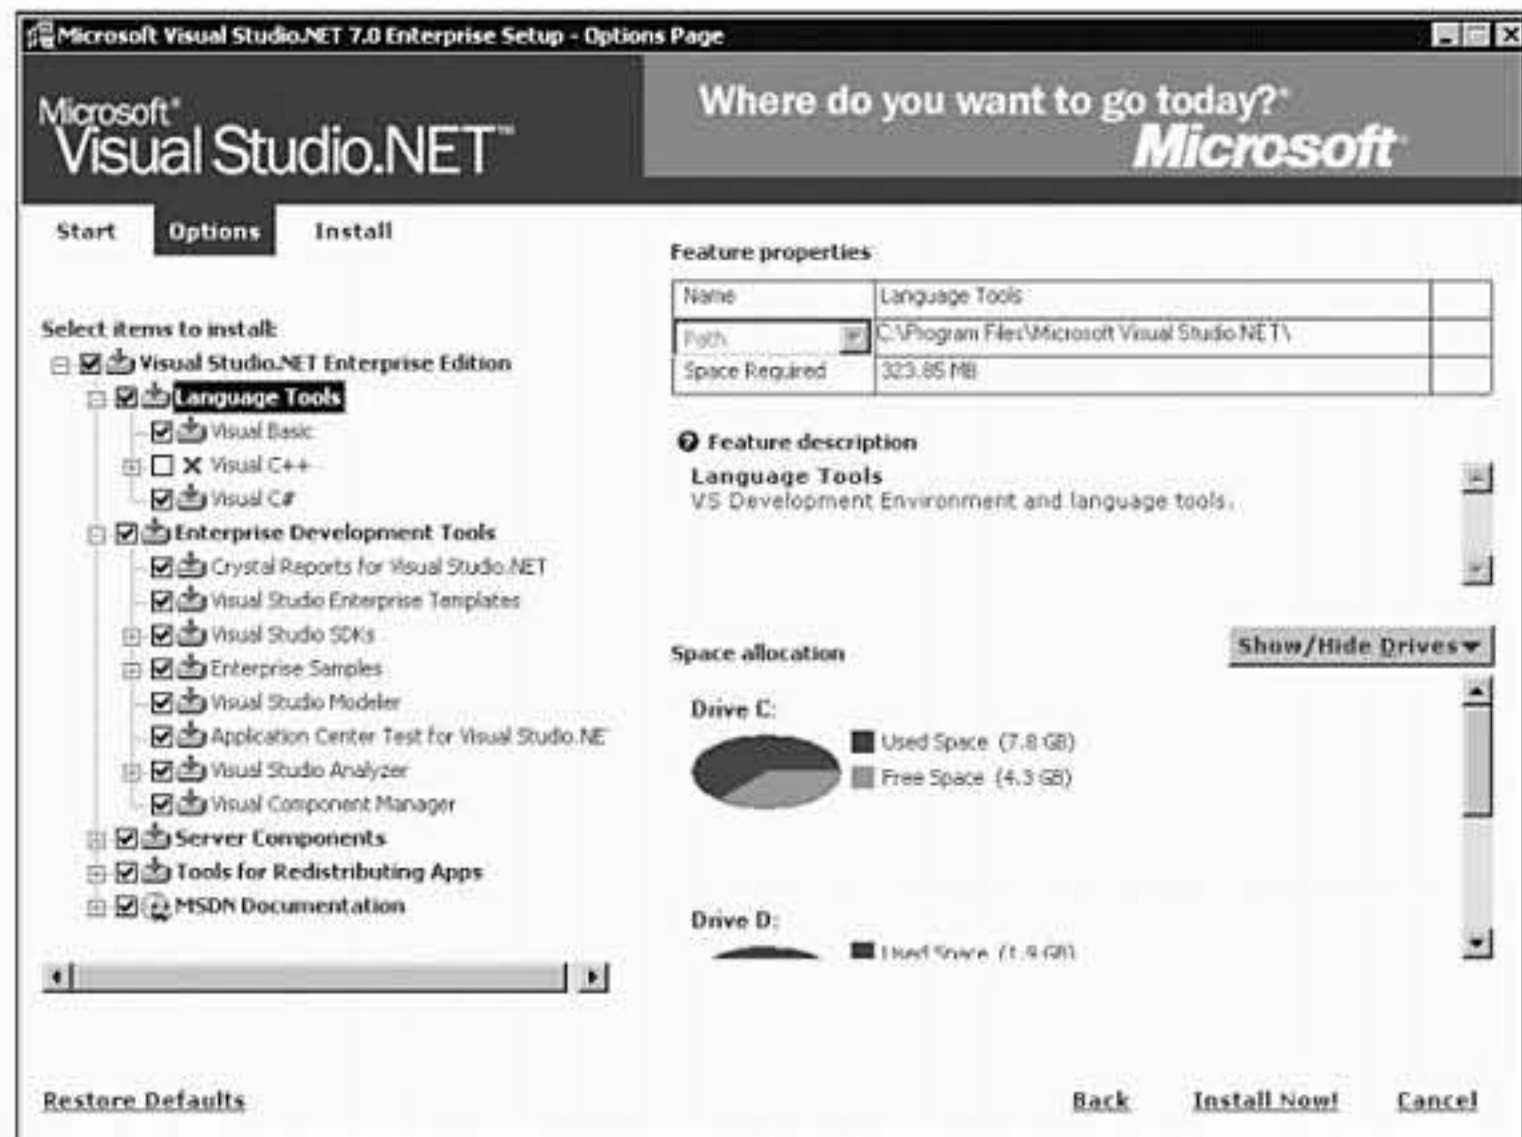 Microsoft Visual Studio.NET 7.0 Enterprise Setup - Options Page
Microsoft®
Visual Studio.NET™
Where do you want to go today?®
Microsoft®
Start
Options
Install
Select items to install:
Visual Studio.NET Enterprise Edition
Language Tools
Visual Basic
Visual C++
Visual C#
Enterprise Development Tools
Crystal Reports for Visual Studio.NET
Visual Studio Enterprise Templates
Visual Studio SDKs
Enterprise Samples
Visual Studio Modeler
Application Center Test for Visual Studio.NE
Visual Studio Analyzer
Visual Component Manager
Server Components
Tools for Redistributing Apps
MSDN Documentation
Feature properties
Name Language Tools
Path C:\Program Files\Microsoft Visual Studio.NET\
Space Required 323.85 MB
Feature description
Language Tools
VS Development Environment and language tools.
Space allocation
Show/Hide Drives
Drive C:
Used Space (7.8 GB)
Free Space (4.3 GB)
Drive D:
Used Space (1.9 GB)
Restore Defaults
Back
Install Now!
Cancel